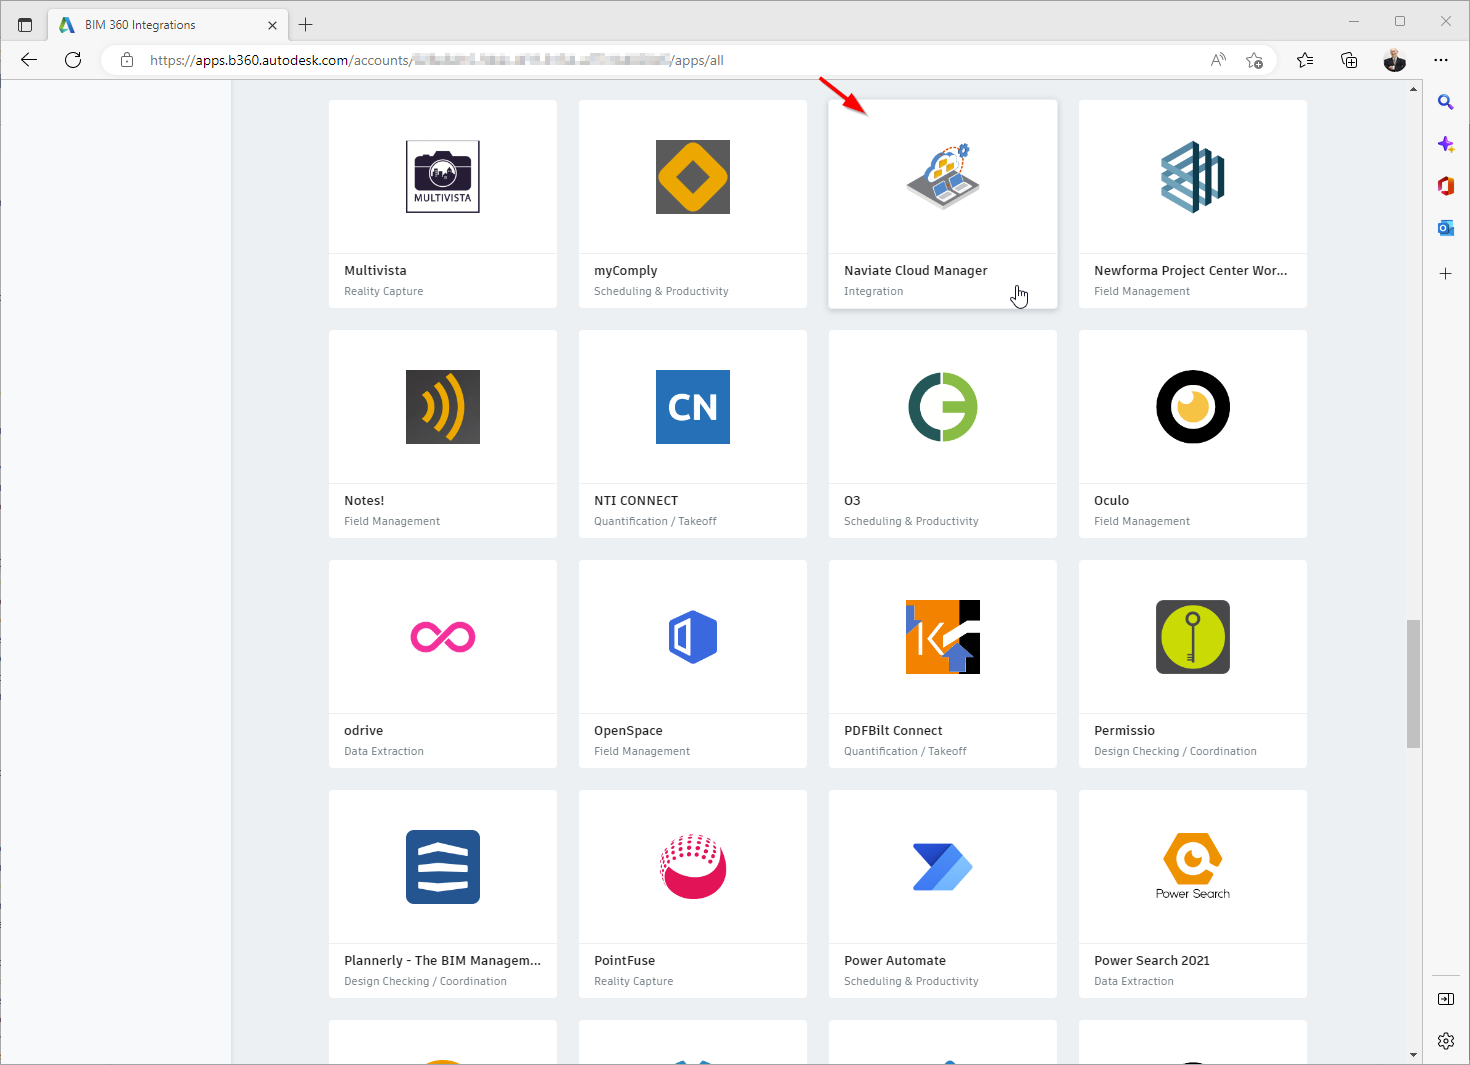 BIM 360 Integrations
https://apps.b360.autodesk.com/accounts/
/apps/all
MULTIVISTA
Multivista
Reality Capture
myComply
Scheduling & Productivity
Naviate Cloud Manager
Integration
Newforma Project Center Wor...
Field Management
Notes!
Field Management
CN
NTI CONNECT
Quantification / Takeoff
O3
Scheduling & Productivity
Oculo
Field Management
odrive
Data Extraction
OpenSpace
Field Management
K
PDFBilt Connect
Quantification / Takeoff
Permissio
Design Checking / Coordination
Plannerly - The BIM Managem...
Design Checking / Coordination
PointFuse
Reality Capture
Power Automate
Scheduling & Productivity
Power Search
Power Search 2021
Data Extraction